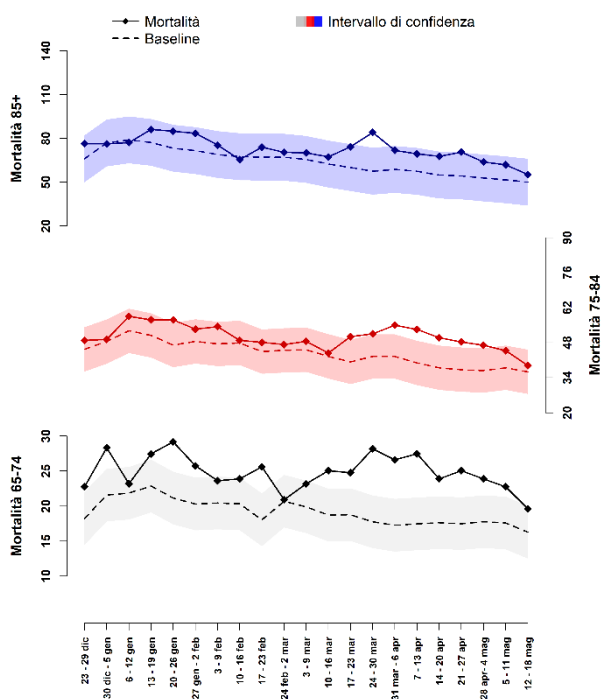 Mortalità
Intervallo di confidenza
Baseline
Mortalità 85+
140
110
80
50
20
Mortalità 75-84
90
76
62
48
34
20
Mortalità 65-74
30
25
20
15
10
23 - 29 dic
30 dic - 5 gen
6 - 12 gen
13 - 19 gen
20 - 26 gen
27 gen - 2 feb
3 - 9 feb
10 - 16 feb
17 - 23 feb
24 feb - 2 mar
3 - 9 mar
10 - 16 mar
17 - 23 mar
24 - 30 mar
31 mar - 6 apr
7 - 13 apr
14 - 20 apr
21 - 27 apr
28 apr - 4 mag
5 - 11 mag
12 - 18 mag